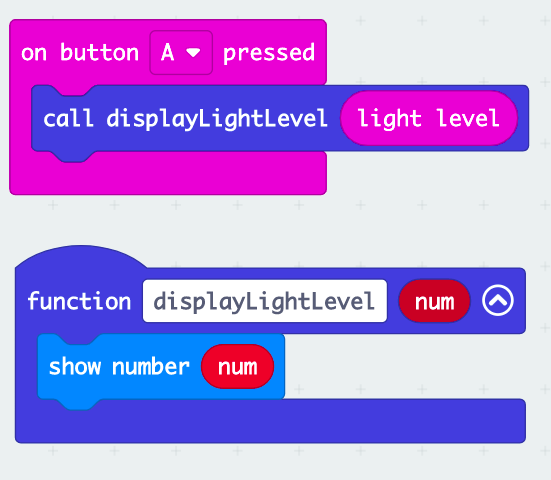 on button A pressed
call displayLightLevel light level
function displayLightLevel num
show number num